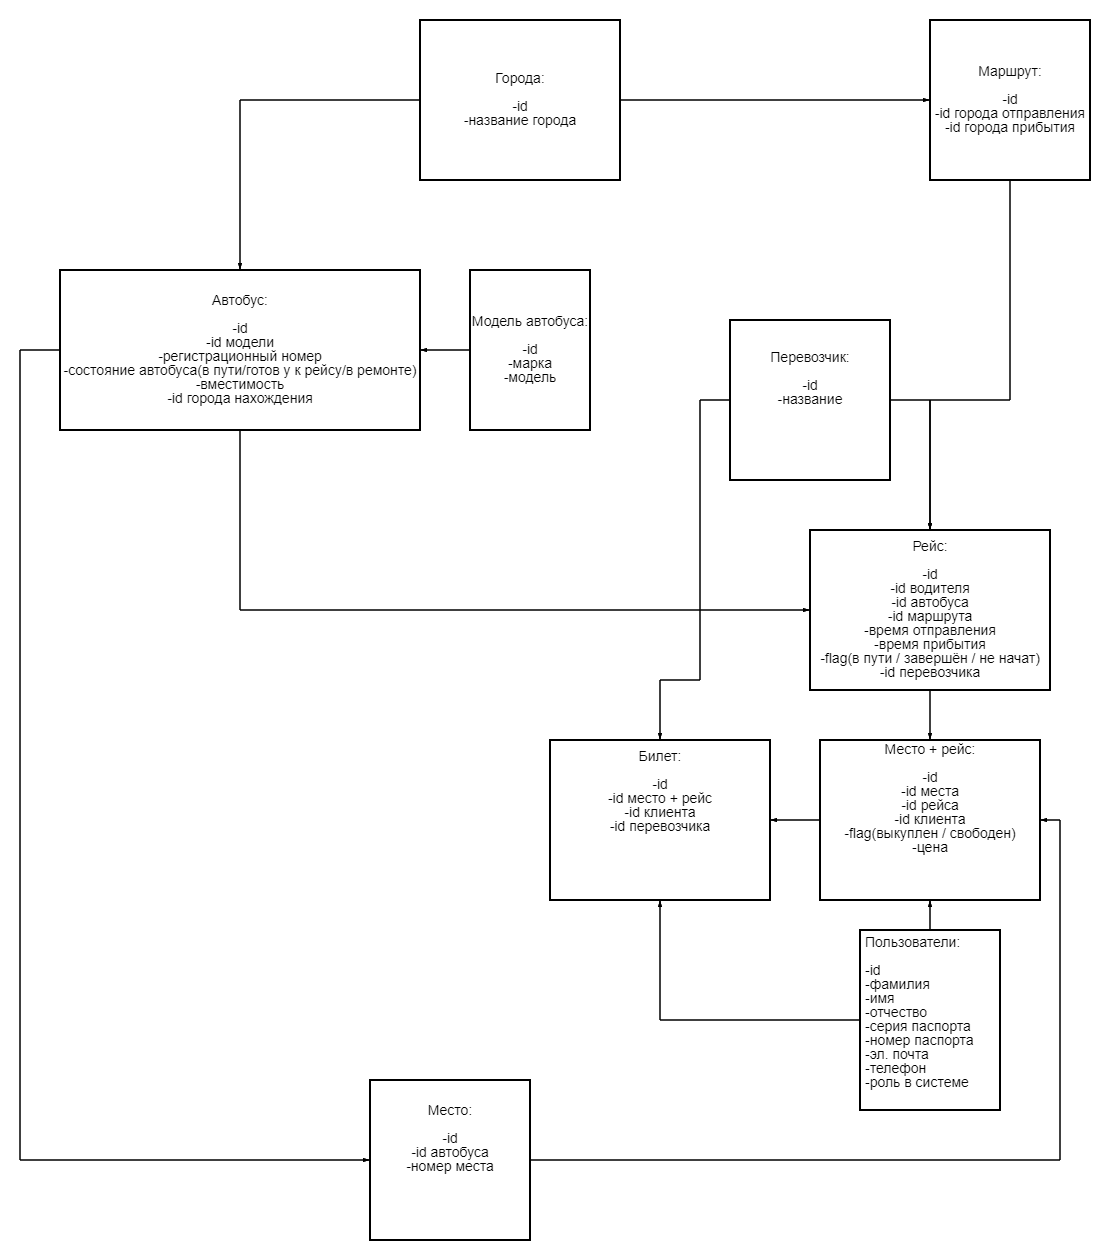 Города:
-id
-название города
Маршрут:
-id
-id города отправления
-id города прибытия
Автобус:
-id
-id модели
-регистрационный номер
-состояние автобуса(в пути/готов у к рейсу/в ремонте)
-вместимость
-id города нахождения
Модель автобуса:
-id
-марка
-модель
Перевозчик:
-id
-название
Рейс:
-id
-id водителя
-id автобуса
-id маршрута
-время отправления
-время прибытия
-flag(в пути / завершён / не начат)
-id перевозчика
Билет:
-id
-id место + рейс
-id клиента
-id перевозчика
Место + рейс:
-id
-id места
-id рейса
-id клиента
-flag(выкуплен / свободен)
-цена
Пользователи:
-id
-фамилия
-имя
-отчество
-серия паспорта
-номер паспорта
-эл. почта
-телефон
-роль в системе
Место:
-id
-id автобуса
-номер места